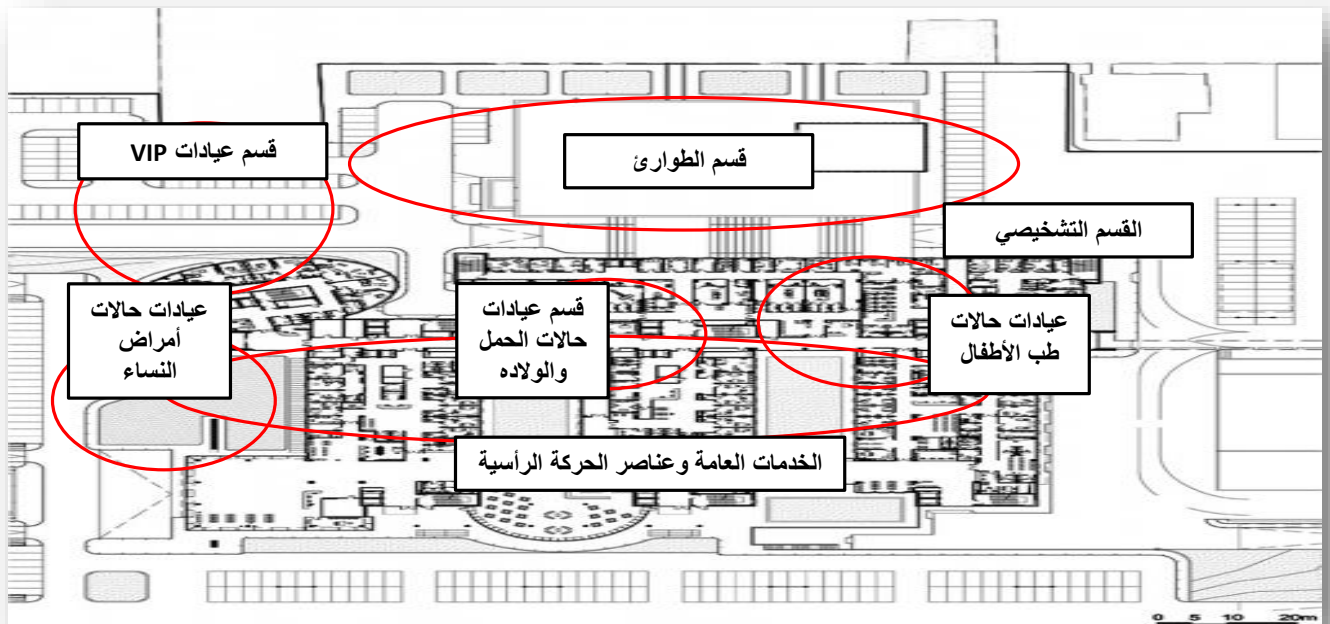 قسم عيادات VIP
قسم الطوارئ
القسم التشخيصي
عيادات حالات
أمراض
النساء
قسم عيادات
حالات الحمل
والولاده
عيادات حالات
طب الأطفال
الخدمات العامة وعناصر الحركة الرأسية
0 5 10 20m